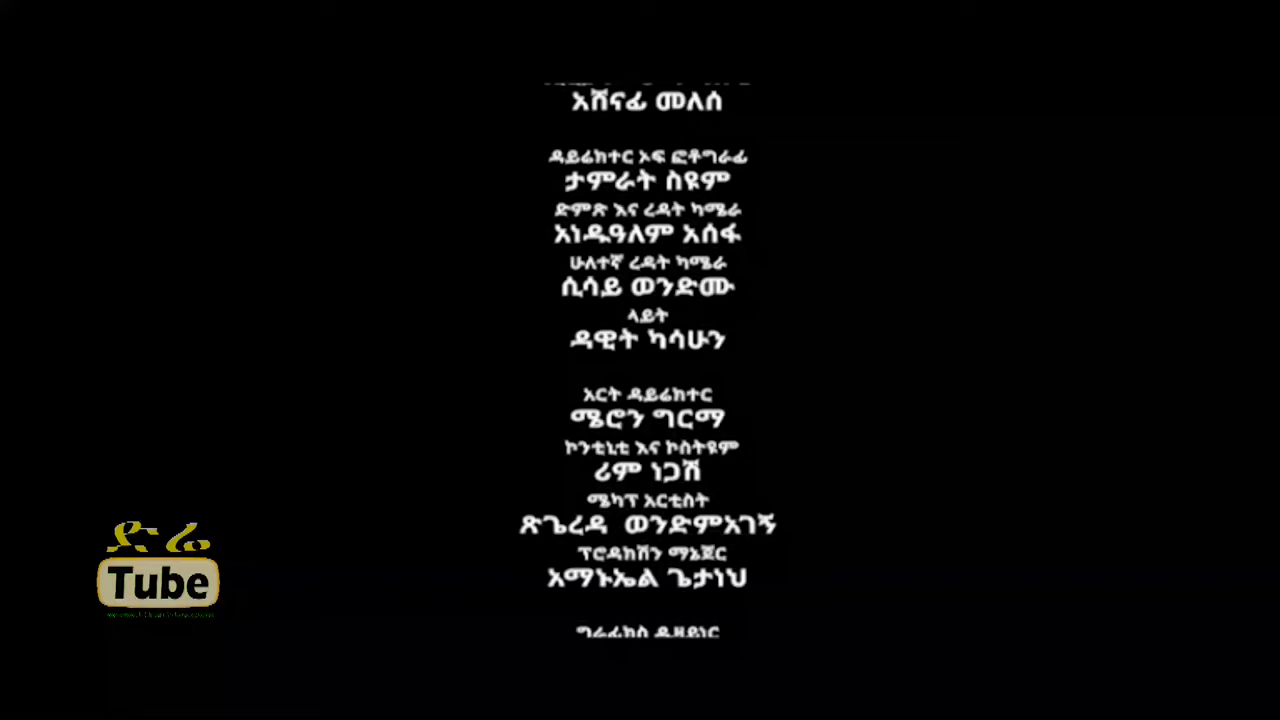 አሸናፊ መለሰ
ዳይሬክተር ኦፍ ፎቶግራፊ
ታምራት ስዩም
ድምጽ እና ረዳት ካሜራ
አነዱዓለም አሰፋ
ሁለተኛ ረዳት ካሜራ
ሲሳይ ወንድሙ
ላይት
ዳዊት ካሳሁን
አርት ዳይሬክተር
ሜሮን ግርማ
ኮንቲኒቲ እና ኮስትዩም
ሪም ነጋሽ
ሜካፕ አርቲስት
ጽጌረዳ ወንድምአገኝ
ፕሮዳክሽን ማኔጀር
አማኑኤል ጌታነህ
ግራፊክስ ዲዛይነር
ድሬ
Tube